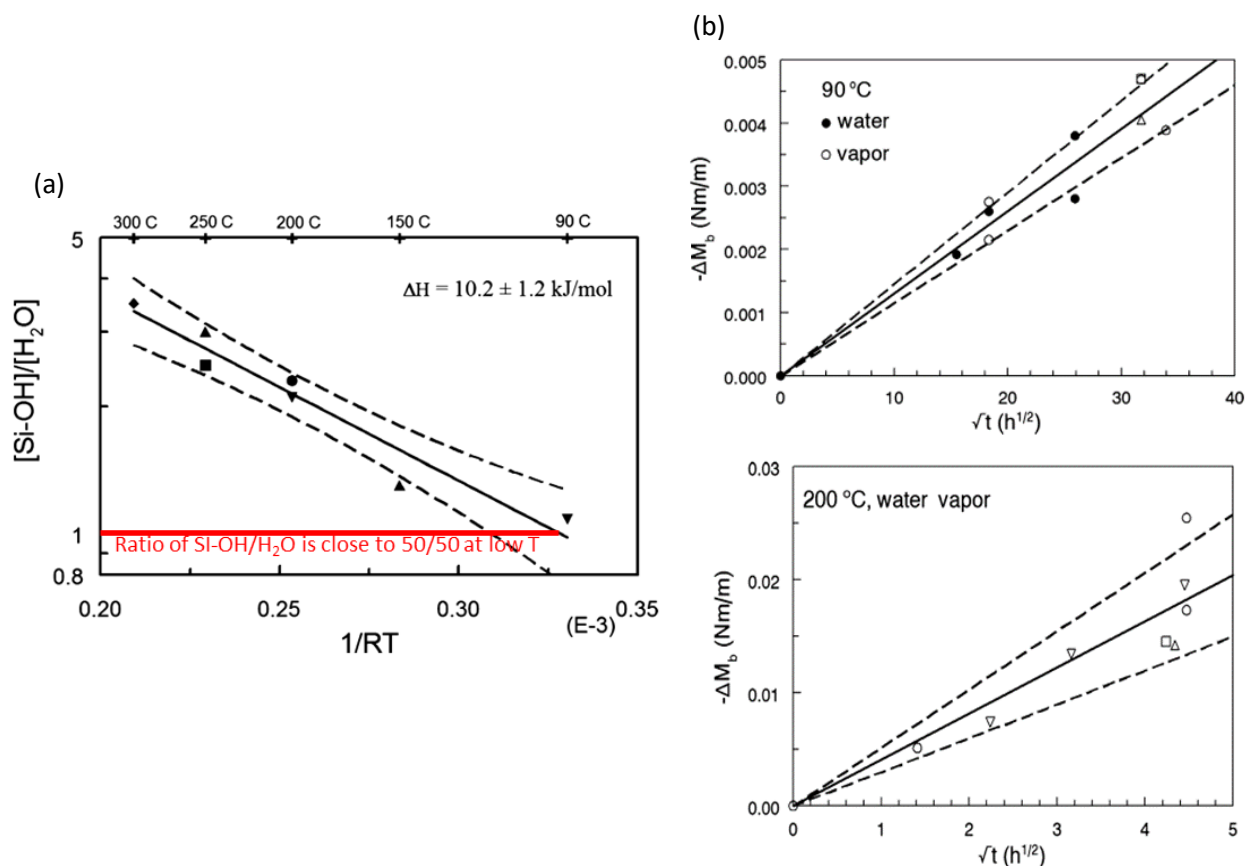 (a)
300 C 250 C 200 C 150 C 90 C
5
ΔH = 10.2 ± 1.2 kJ/mol
[Si-OH]/[H₂O]
1
Ratio of SI-OH/H₂O is close to 50/50 at low T
0.8
0.20 0.25 0.30 0.35
(E-3)
1/RT
(b)
0.005
90 °C
water
vapor
0.004
0.003
0.002
0.001
0.000
-ΔM_b (Nm/m)
0 10 20 30 40
√t (h^1/2)
0.03
200 °C, water vapor
0.02
0.01
0.00
-ΔM_b (Nm/m)
0 1 2 3 4 5
√t (h^1/2)